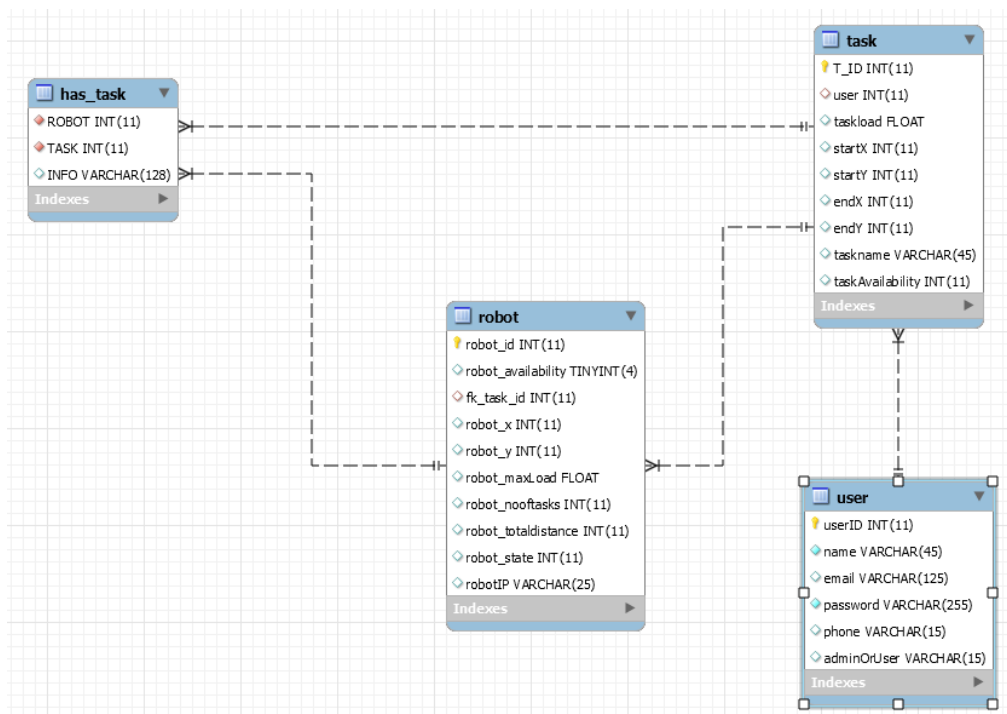 has_task
ROBOT INT(11)
TASK INT(11)
INFO VARCHAR(128)
Indexes
task
T_ID INT(11)
user INT(11)
taskload FLOAT
startX INT(11)
startY INT(11)
endX INT(11)
endY INT(11)
taskname VARCHAR(45)
taskAvailability INT(11)
Indexes
robot
robot_id INT(11)
robot_availability TINYINT(4)
fk_task_id INT(11)
robot_x INT(11)
robot_y INT(11)
robot_maxLoad FLOAT
robot_nooftasks INT(11)
robot_totaldistance INT(11)
robot_state INT(11)
robotIP VARCHAR(25)
Indexes
user
userID INT(11)
name VARCHAR(45)
email VARCHAR(125)
password VARCHAR(255)
phone VARCHAR(15)
adminOrUser VARCHAR(15)
Indexes